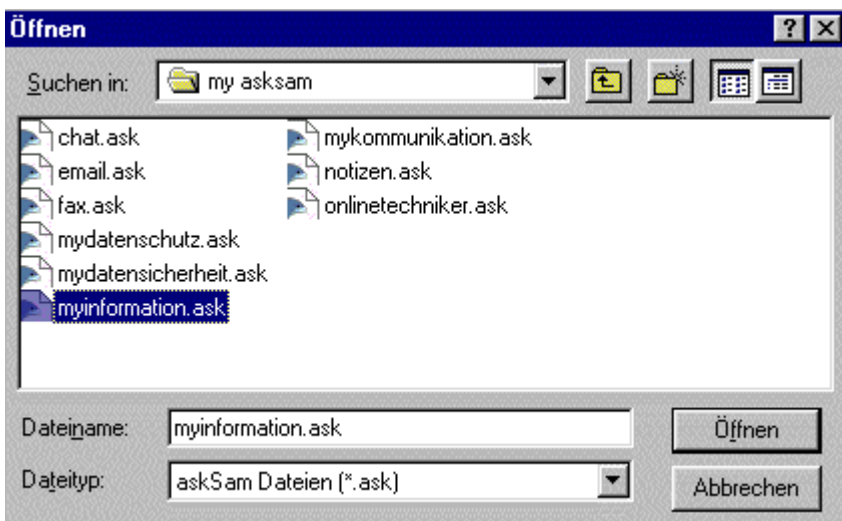 Öffnen
Suchen in: my asksam
chat.ask
email.ask
fax.ask
mydatenschutz.ask
mydatensicherheit.ask
myinformation.ask
mykommunikation.ask
notizen.ask
onlinetechniker.ask
Dateiname: myinformation.ask Öffnen
Dateityp: askSam Dateien (*.ask) Abbrechen